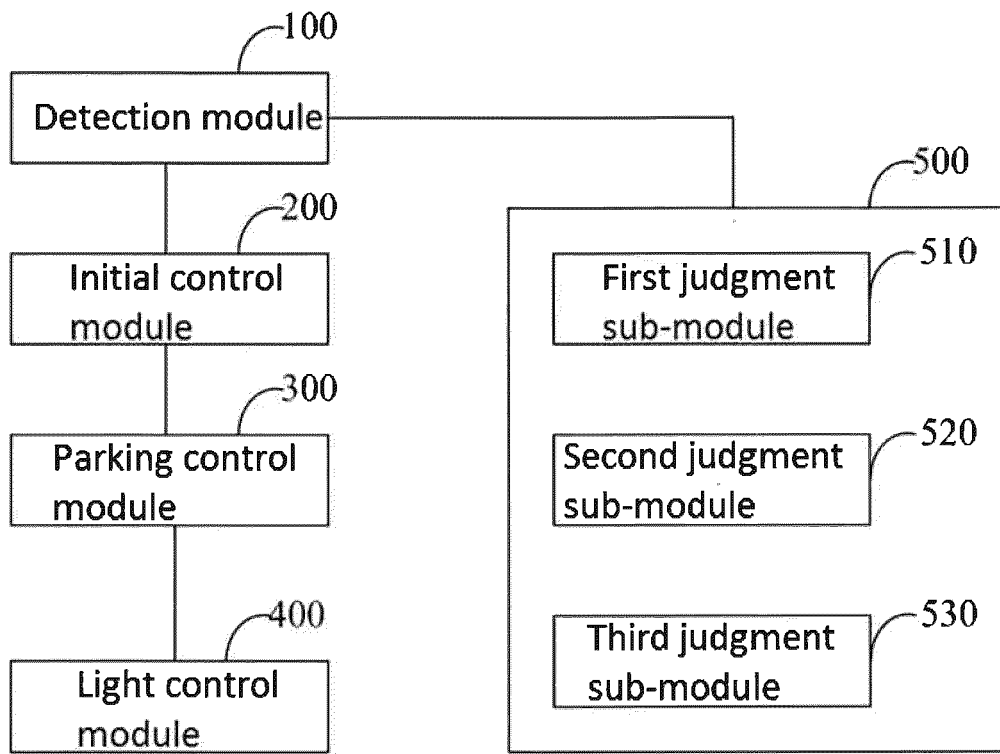 100
Detection module
200
Initial control
module
300
Parking control
module
400
Light control
module
500
510
First judgment
sub-module
520
Second judgment
sub-module
530
Third judgment
sub-module